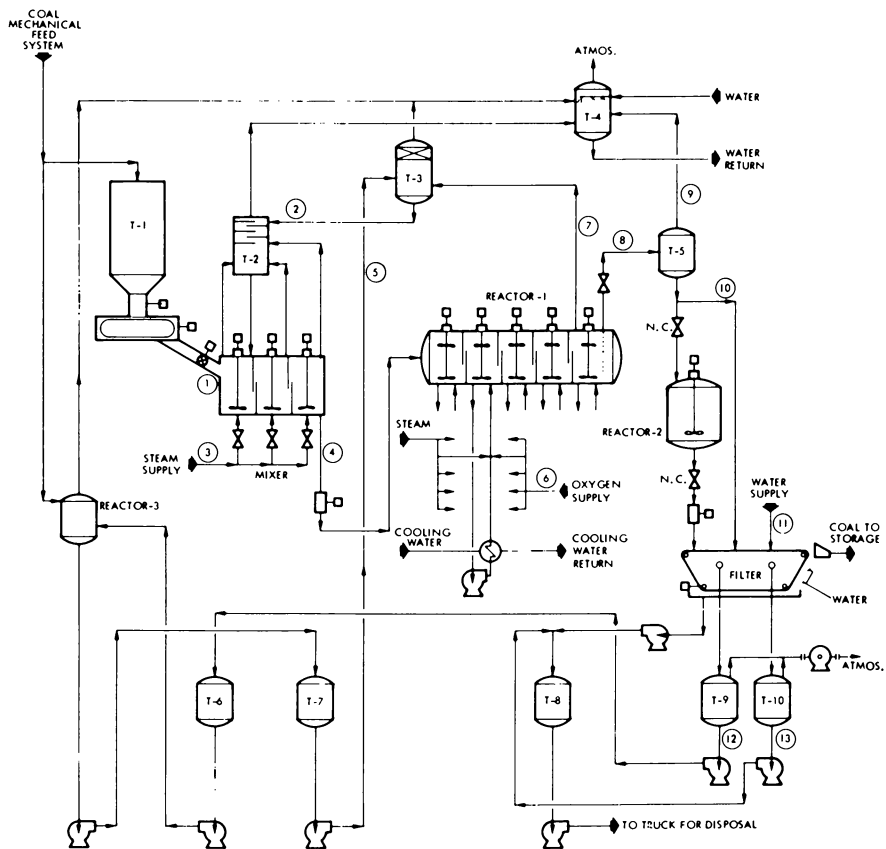 COAL
MECHANICAL
FEED
SYSTEM
ATMOS.
T-4
WATER
WATER
RETURN
T-3
T-1
2
T-2
5
7
8
9
T-5
10
REACTOR-1
N.C.
1
REACTOR-2
STEAM
SUPPLY
3
MIXER
4
STEAM
6
OXYGEN
SUPPLY
N.C.
WATER
SUPPLY
11
COAL TO
STORAGE
REACTOR-3
COOLING
WATER
COOLING
WATER
RETURN
FILTER
WATER
ATMOS.
T-6
T-7
T-8
T-9
T-10
12
13
TO TRUCK FOR DISPOSAL